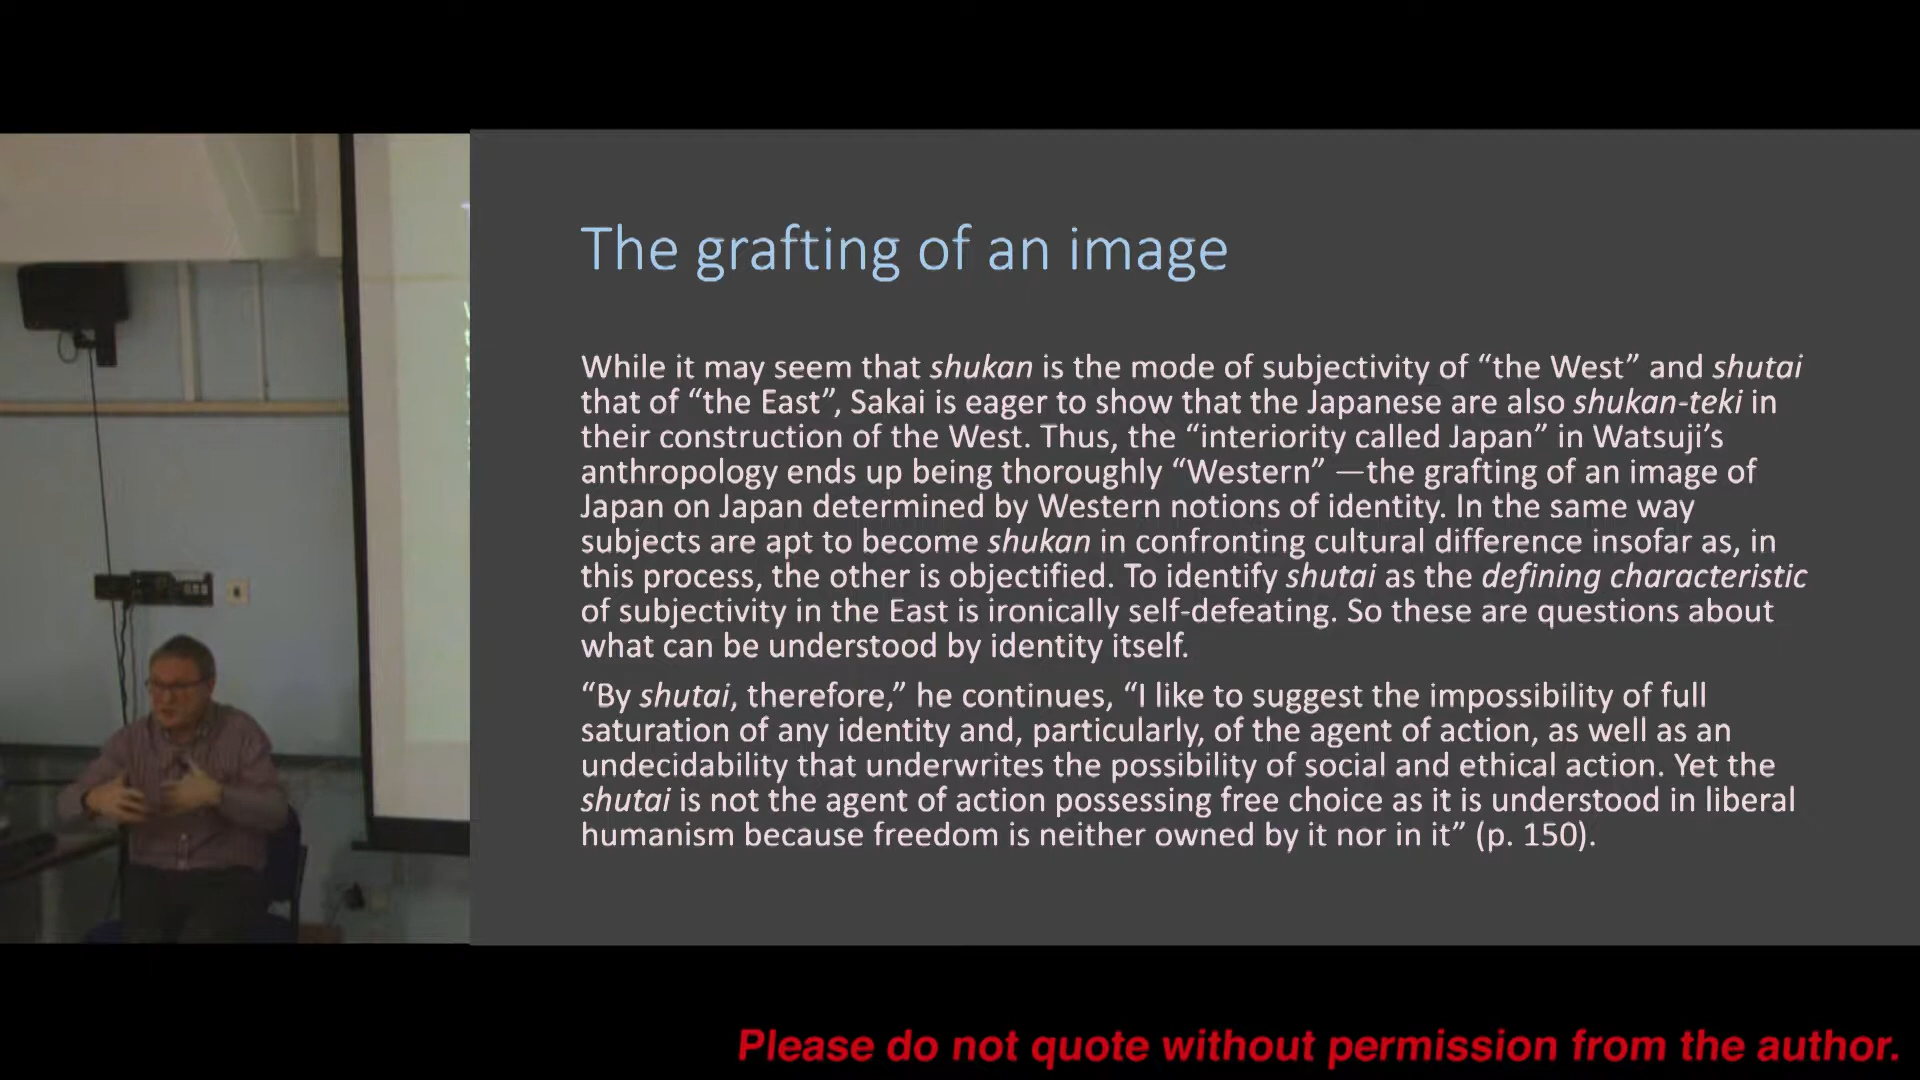 The grafting of an image
While it may seem that shukan is the mode of subjectivity of “the West” and shutai
that of “the East”, Sakai is eager to show that the Japanese are also shukan-teki in
their construction of the West. Thus, the “interiority called Japan” in Watsuji’s
anthropology ends up being thoroughly “Western” —the grafting of an image of
Japan on Japan determined by Western notions of identity. In the same way
subjects are apt to become shukan in confronting cultural difference insofar as, in
this process, the other is objectified. To identify shutai as the defining characteristic
of subjectivity in the East is ironically self-defeating. So these are questions about
what can be understood by identity itself.
“By shutai, therefore,” he continues, “I like to suggest the impossibility of full
saturation of any identity and, particularly, of the agent of action, as well as an
undecidability that underwrites the possibility of social and ethical action. Yet the
shutai is not the agent of action possessing free choice as it is understood in liberal
humanism because freedom is neither owned by it nor in it” (p. 150).
Please do not quote without permission from the author.